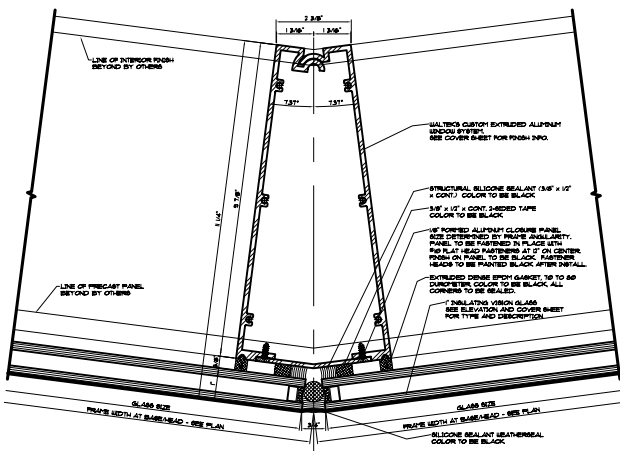 2 3/8"
1 3/16" 1 3/16"
LINE OF INTERIOR FINISH
BEYOND BY OTHERS
7.37° 7.37°
WALTEK'S CUSTOM EXTRUDED ALUMINUM
WINDOW SYSTEM.
SEE COVER SHEET FOR FINISH INFO.
STRUCTURAL SILICONE SEALANT (3/8" x 1/2"
x CONT.) COLOR TO BE BLACK
3/8" x 1/2" x CONT. 2-SIDED TAPE
COLOR TO BE BLACK
1/8" FORMED ALUMINUM CLOSURE PANEL
SIZE DETERMINED BY FRAME ANGULARITY.
PANEL TO BE FASTENED IN PLACE WITH
#10 FLAT HEAD FASTENERS AT 12" ON CENTER.
FINISH ON PANEL TO BE BLACK. FASTENER
HEADS TO BE PAINTED BLACK AFTER INSTALL.
EXTRUDED DENSE EPDM GASKET, 70 TO 80
DUROMETER. COLOR TO BE BLACK, ALL
CORNERS TO BE SEALED.
1" INSULATING VISION GLASS
SEE ELEVATION AND COVER SHEET
FOR TYPE AND DESCRIPTION
9 7/8"
11 1/4"
LINE OF PRECAST PANEL
BEYOND BY OTHERS
3/8"
1"
GLASS SIZE
FRAME WIDTH AT BASE/HEAD - SEE PLAN
3/4"
GLASS SIZE
FRAME WIDTH AT BASE/HEAD - SEE PLAN
SILICONE SEALANT WEATHERSEAL
COLOR TO BE BLACK